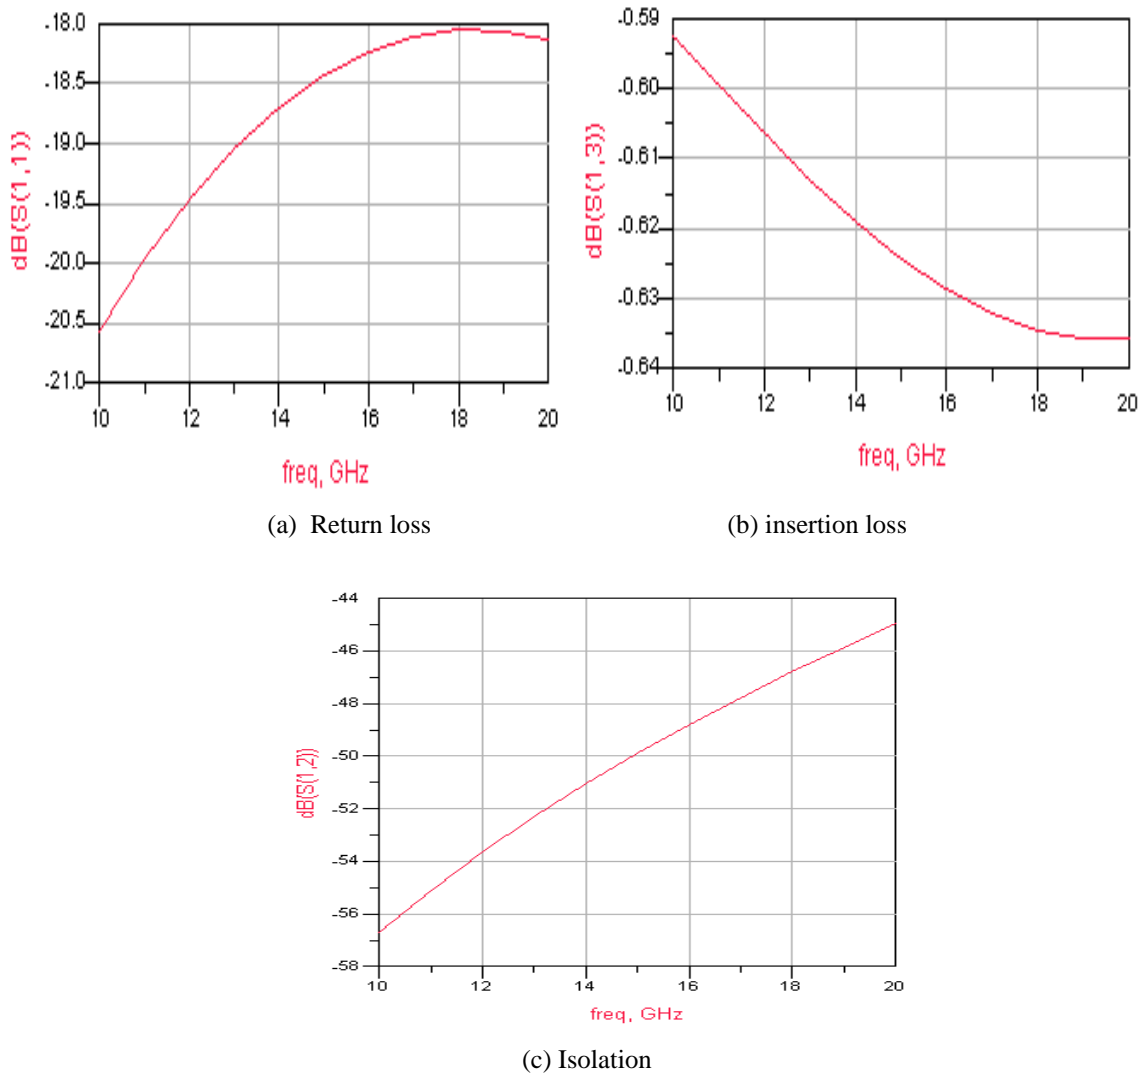 -18.0
-18.5
-19.0
-19.5
-20.0
-20.5
-21.0
dB(S(1,1))
10 12 14 16 18 20
freq, GHz
(a) Return loss
-0.59
-0.60
-0.61
-0.62
-0.63
-0.64
dB(S(1,3))
10 12 14 16 18 20
freq, GHz
(b) insertion loss
-44
-46
-48
-50
-52
-54
-56
-58
dB(S(1,2))
10 12 14 16 18 20
freq, GHz
(c) Isolation